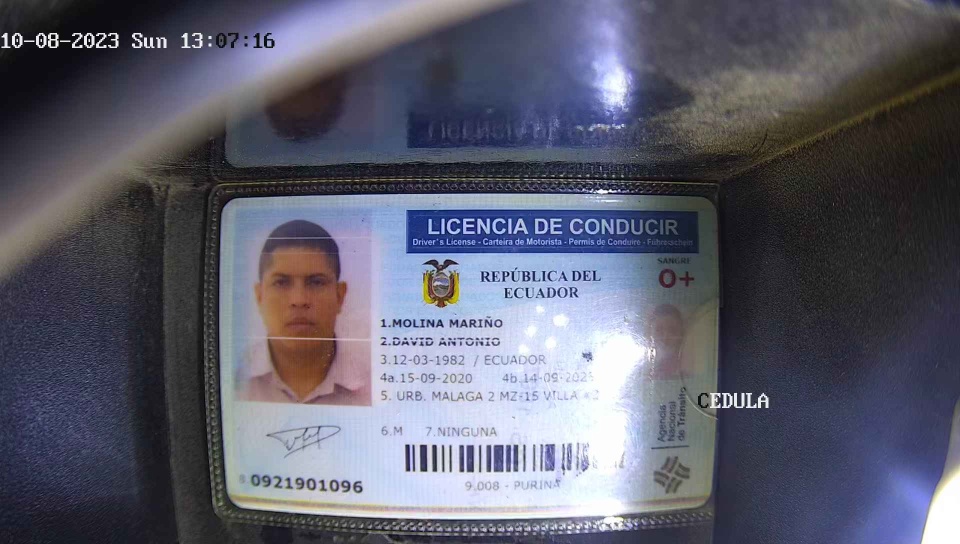 10-08-2023 Sun 13:07:16
LICENCIA DE CONDUCIR
Driver's License - Carteira de Motorista - Permis de Conduire - Führerschein
REPÚBLICA DEL
ECUADOR
SANGRE
O+
1.MOLINA MARIÑO
2.DAVID ANTONIO
3.12-03-1982 / ECUADOR
4a.15-09-2020 4b.14-09-2025
5. URB. MALAGA 2 MZ-15 VILLA
CEDULA
Agencia
Nacional
de Tránsito
6.M 7.NINGUNA
0921901096
9.008 - PURINA